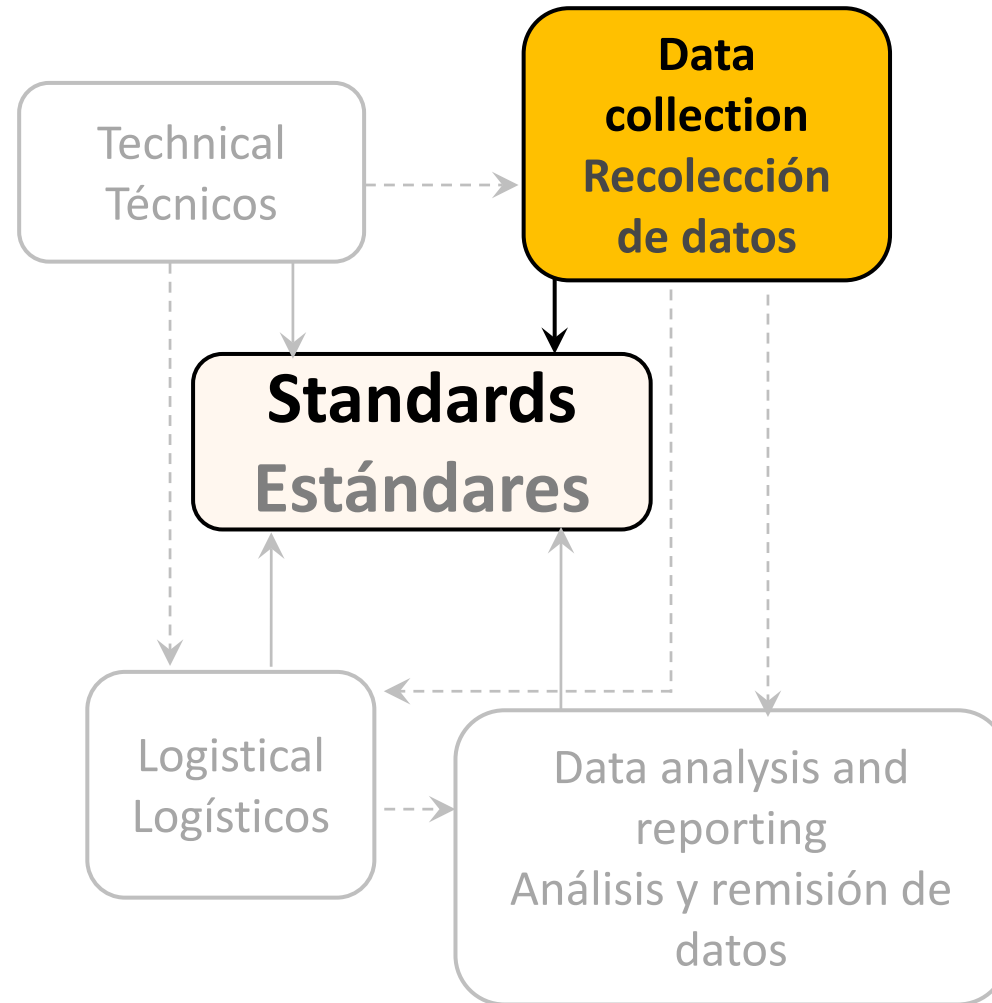 Technical
Técnicos
Data
collection
Recolección
de datos
Standards
Estándares
Logistical
Logísticos
Data analysis and
reporting
Análisis y remisión de
datos